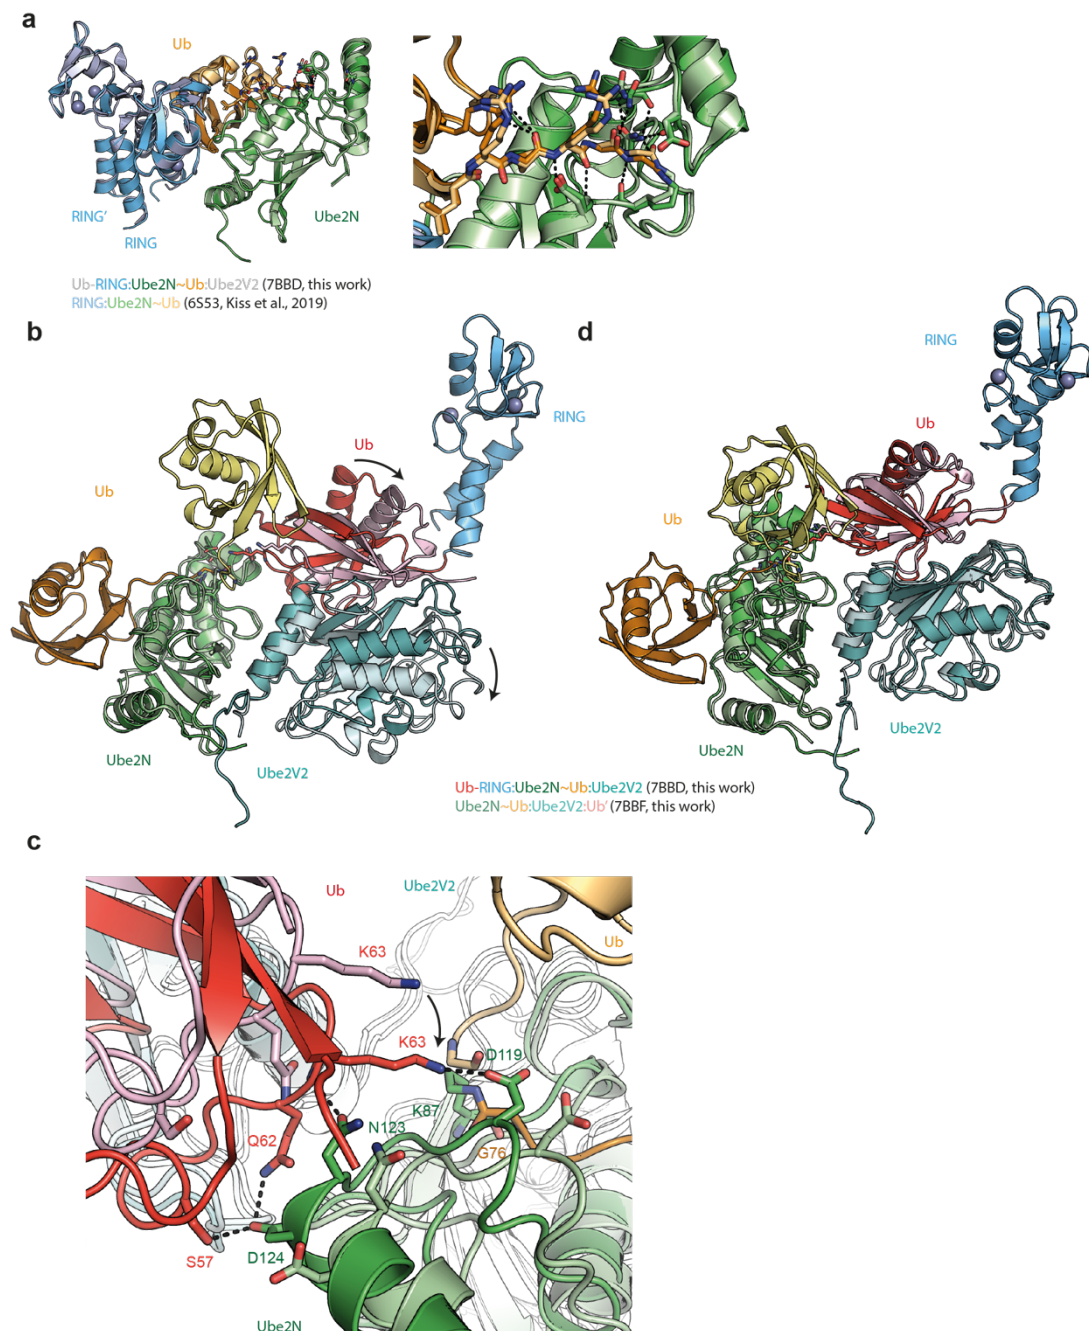 a
Ub
RING'
RING
Ube2N
Ub-RING:Ube2N~Ub:Ube2V2 (7BBD, this work)
RING:Ube2N~Ub (6S53, Kiss et al., 2019)
b
RING
Ub
Ub
Ube2N
Ube2V2
d
RING
Ub
Ub
Ube2V2
Ube2N
Ub-RING:Ube2N~Ub:Ube2V2 (7BBD, this work)
Ube2N~Ub:Ube2V2:Ub' (7BBF, this work)
c
Ub
Ube2V2
Ub
K63
K63
D119
K87
N123
Q62
G76
S57
D124
Ube2N